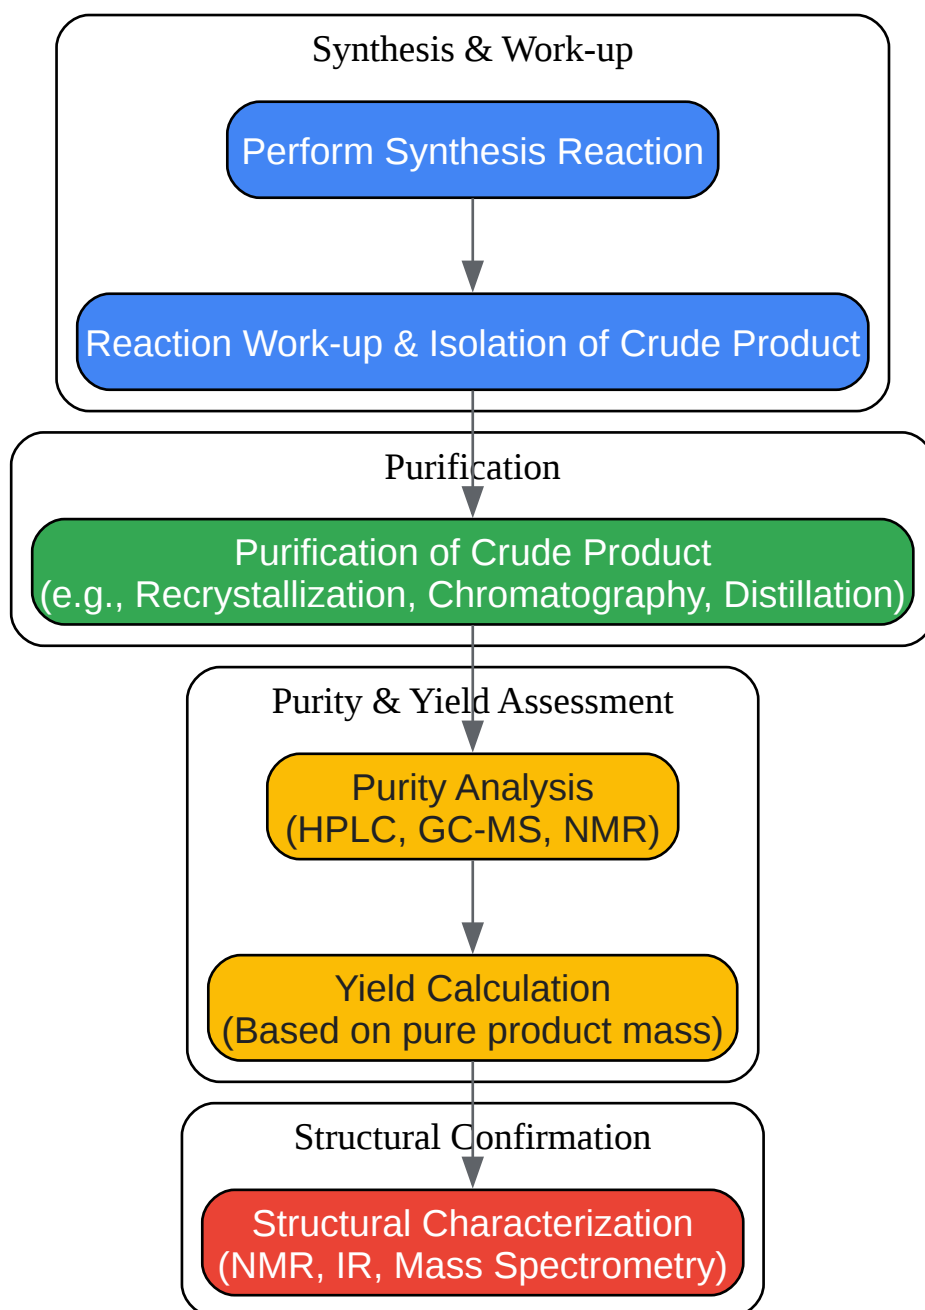 Synthesis & Work-up
Perform Synthesis Reaction
Reaction Work-up & Isolation of Crude Product
Purification
Purification of Crude Product
(e.g., Recrystallization, Chromatography, Distillation)
Purity & Yield Assessment
Purity Analysis
(HPLC, GC-MS, NMR)
Yield Calculation
(Based on pure product mass)
Structural Confirmation
Structural Characterization
(NMR, IR, Mass Spectrometry)